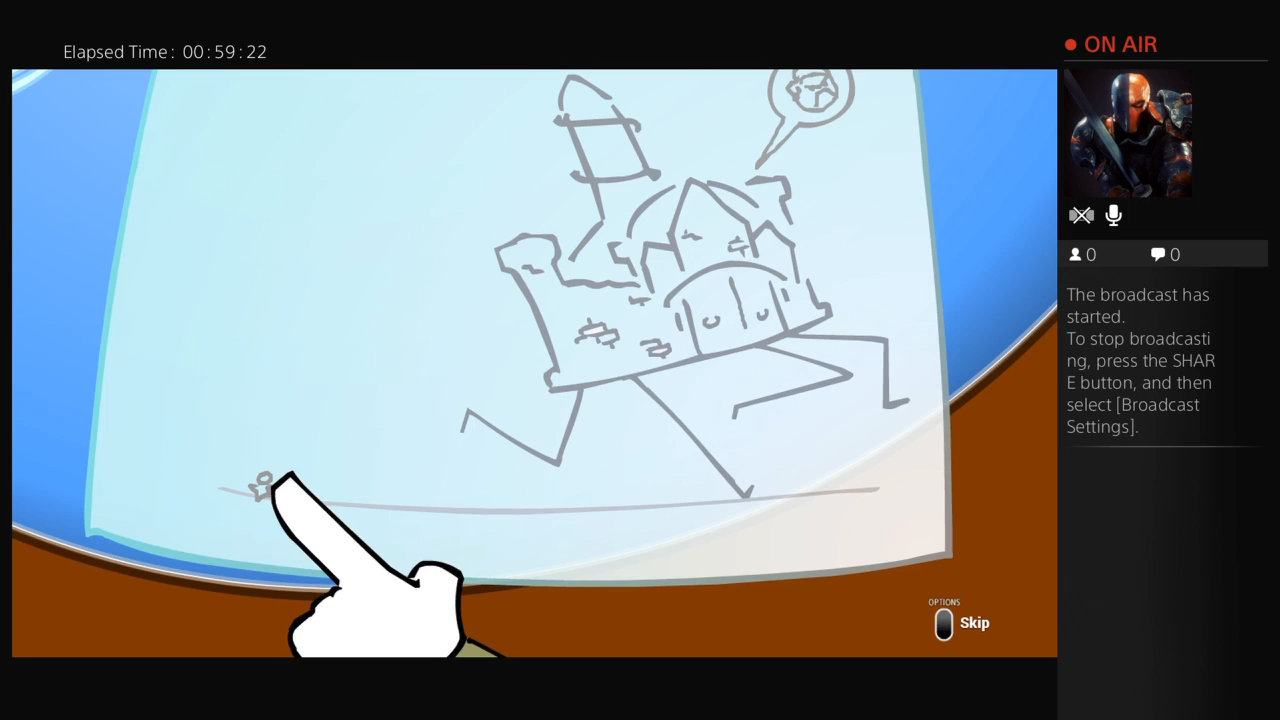 Elapsed Time: 00:59:22
ON AIR
0
0
The broadcast has
started.
To stop broadcasti
ng, press the SHAR
E button, and then
select [Broadcast
Settings].
OPTIONS
Skip